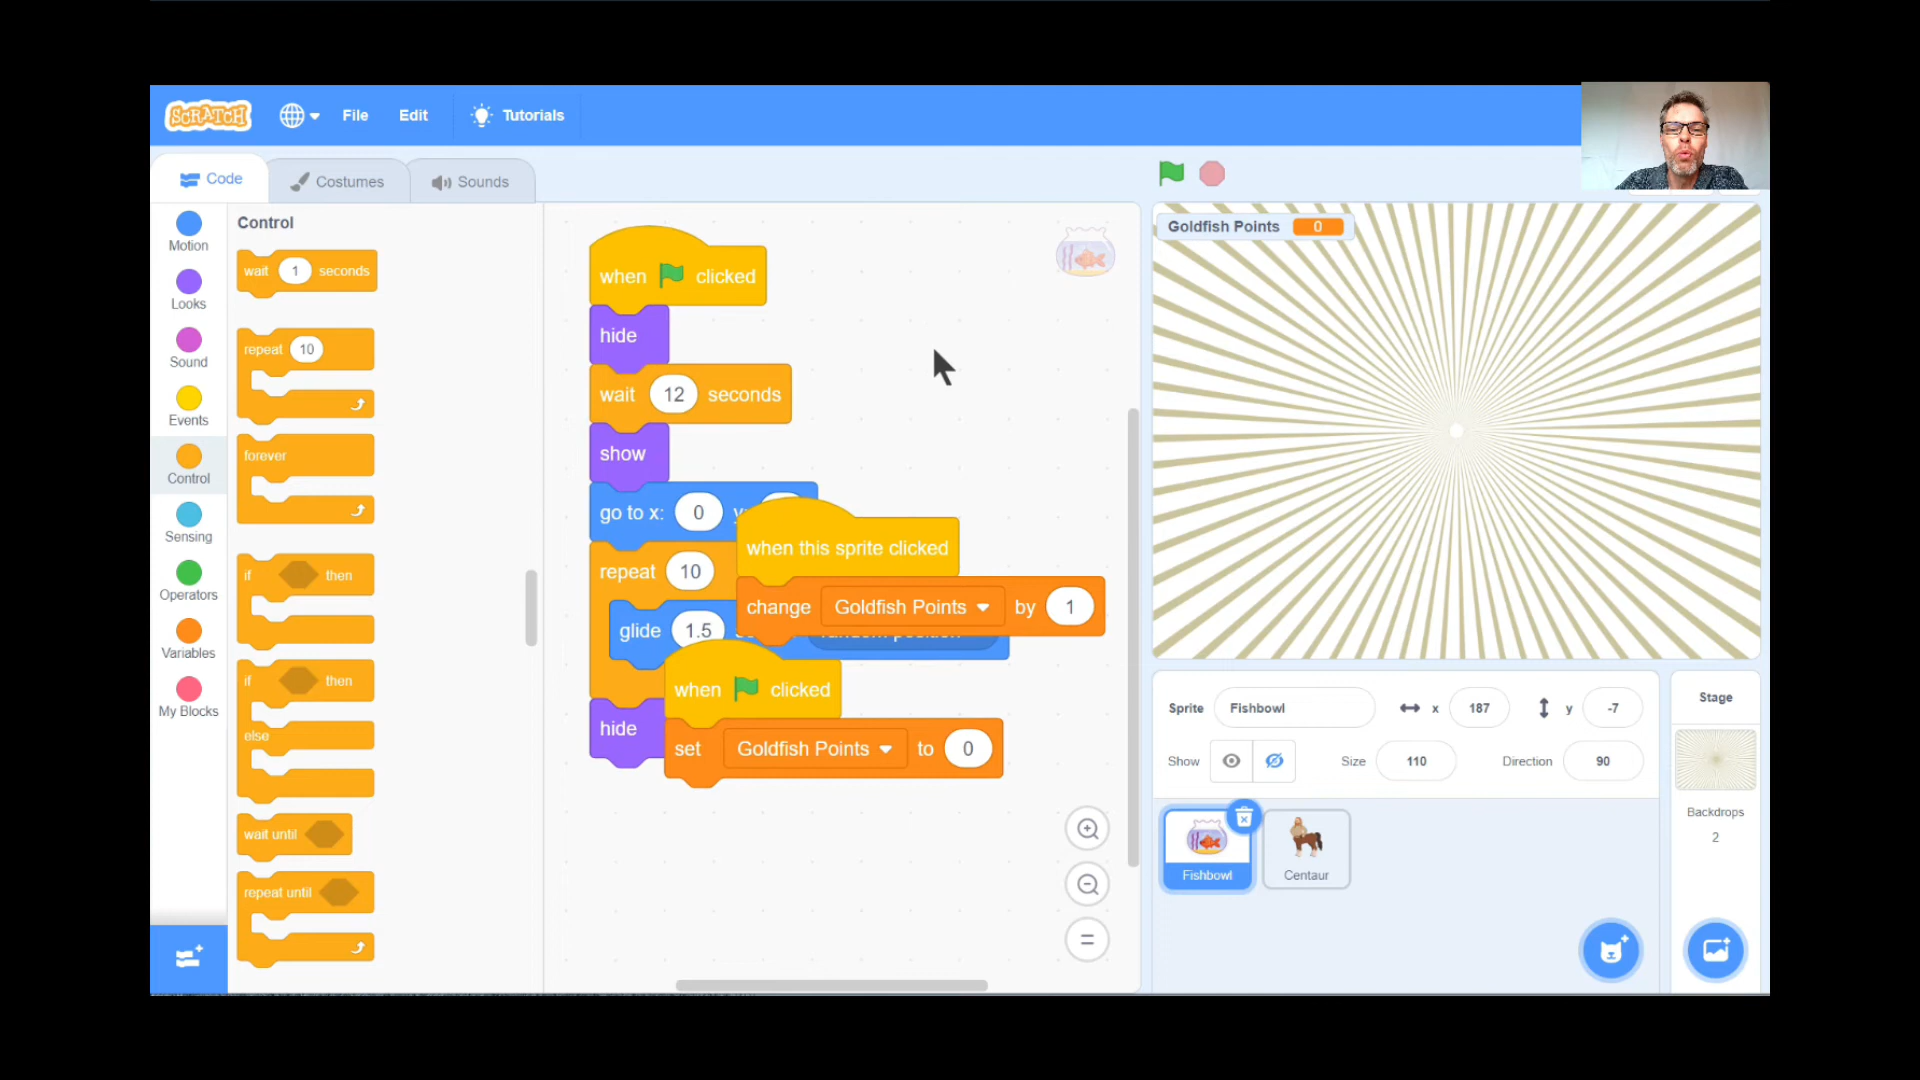 SCRATCH
File
Edit
Tutorials
Code
Costumes
Sounds
Motion
Looks
Sound
Events
Control
Sensing
Operators
Variables
My Blocks
Control
wait 1 seconds
repeat 10
forever
if then
if then
else
wait until
repeat until
when clicked
hide
wait 12 seconds
show
go to x: 0
repeat 10
glide 1.5
hide
when this sprite clicked
change Goldfish Points by 1
when clicked
set Goldfish Points to 0
Goldfish Points 0
Sprite Fishbowl x 187 y -7
Show Size 110 Direction 90
Fishbowl
Centaur
Stage
Backdrops
2